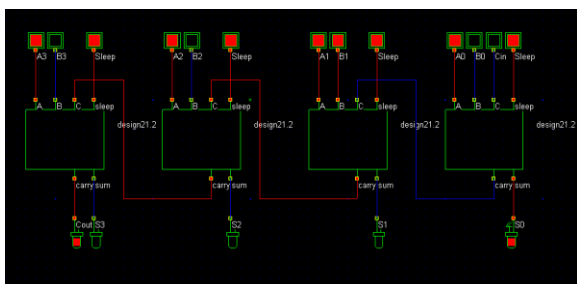 A3 B3 Sleep A2 B2 Sleep A1 B1 Sleep A0 B0 Cin Sleep
A B C sleep A B C sleep A B C sleep A B C sleep
design21.2 design21.2 design21.2 design21.2
carry sum carry sum carry sum carry sum
Cout S3 S2 S1 S0